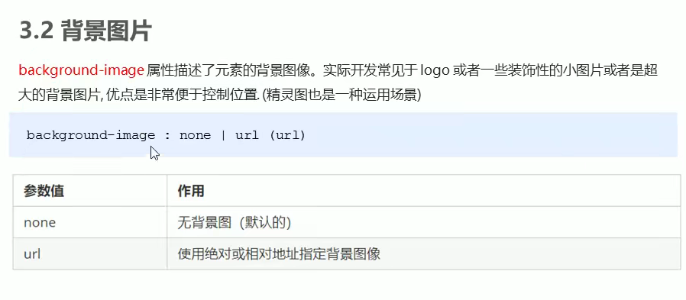 3.2 背景图片
background-image 属性描述了元素的背景图像。实际开发常见于 logo 或者一些装饰性的小图片或者是超
大的背景图片, 优点是非常便于控制位置. (精灵图也是一种运用场景)
background-image : none | url (url)
参数值 作用
none 无背景图（默认的）
url 使用绝对或相对地址指定背景图像